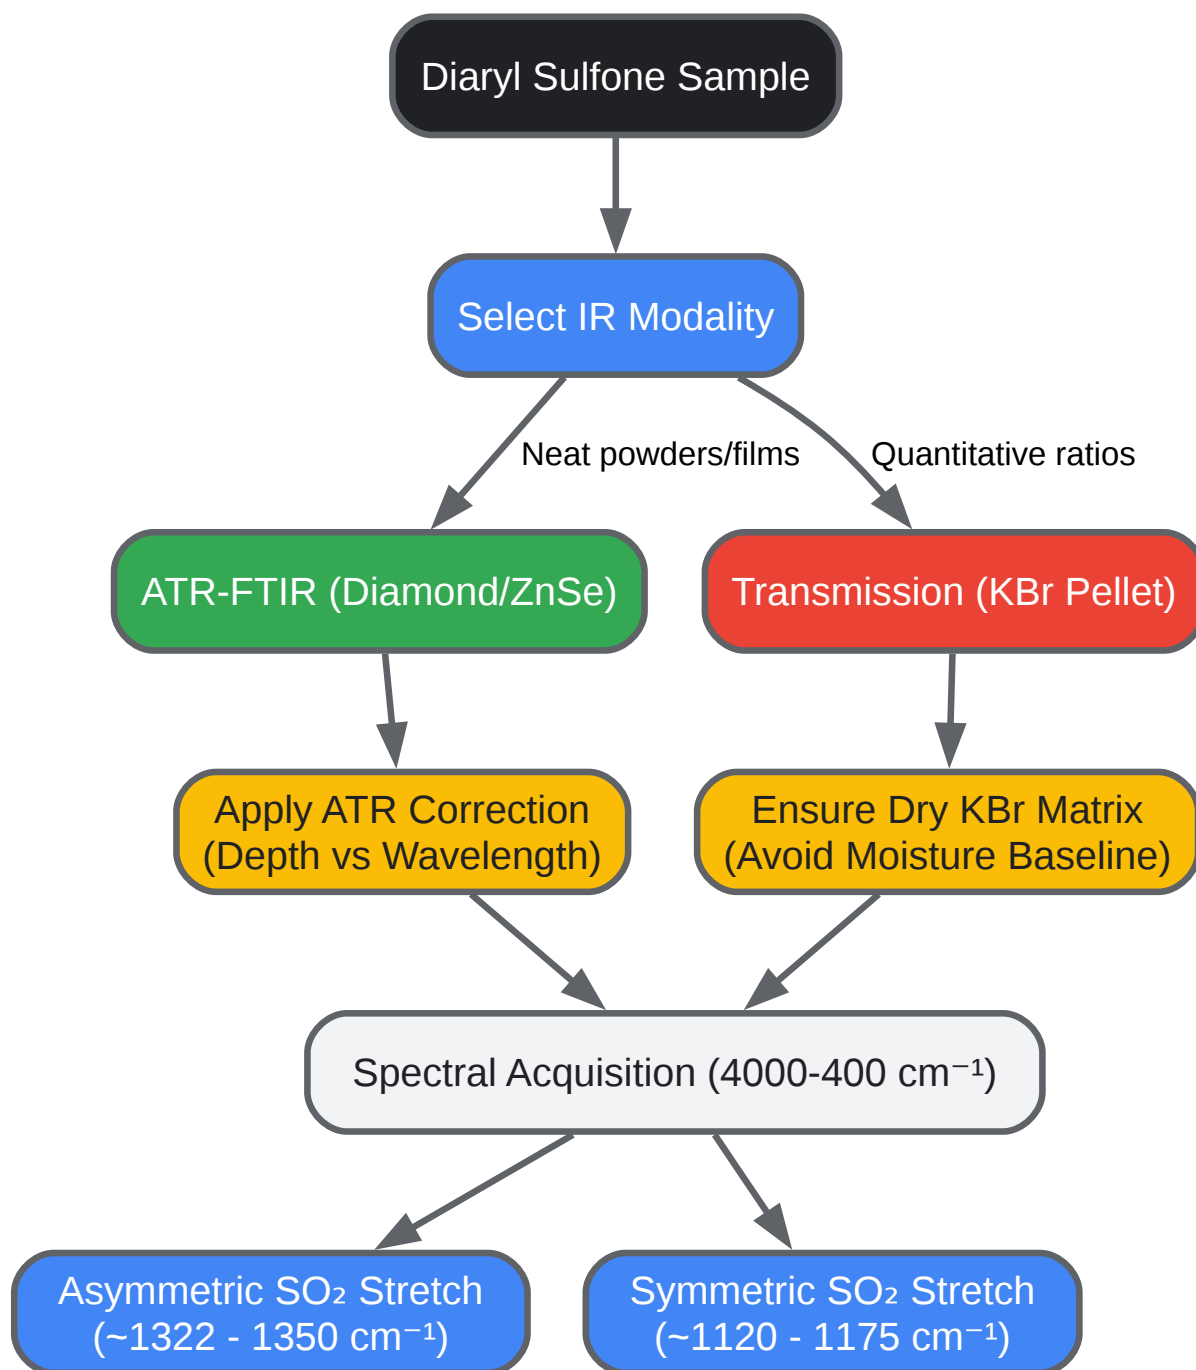 Diaryl Sulfone Sample
Select IR Modality
Neat powders/films
Quantitative ratios
ATR-FTIR (Diamond/ZnSe)
Transmission (KBr Pellet)
Apply ATR Correction
(Depth vs Wavelength)
Ensure Dry KBr Matrix
(Avoid Moisture Baseline)
Spectral Acquisition (4000-400 cm⁻¹)
Asymmetric SO₂ Stretch
(~1322 - 1350 cm⁻¹)
Symmetric SO₂ Stretch
(~1120 - 1175 cm⁻¹)